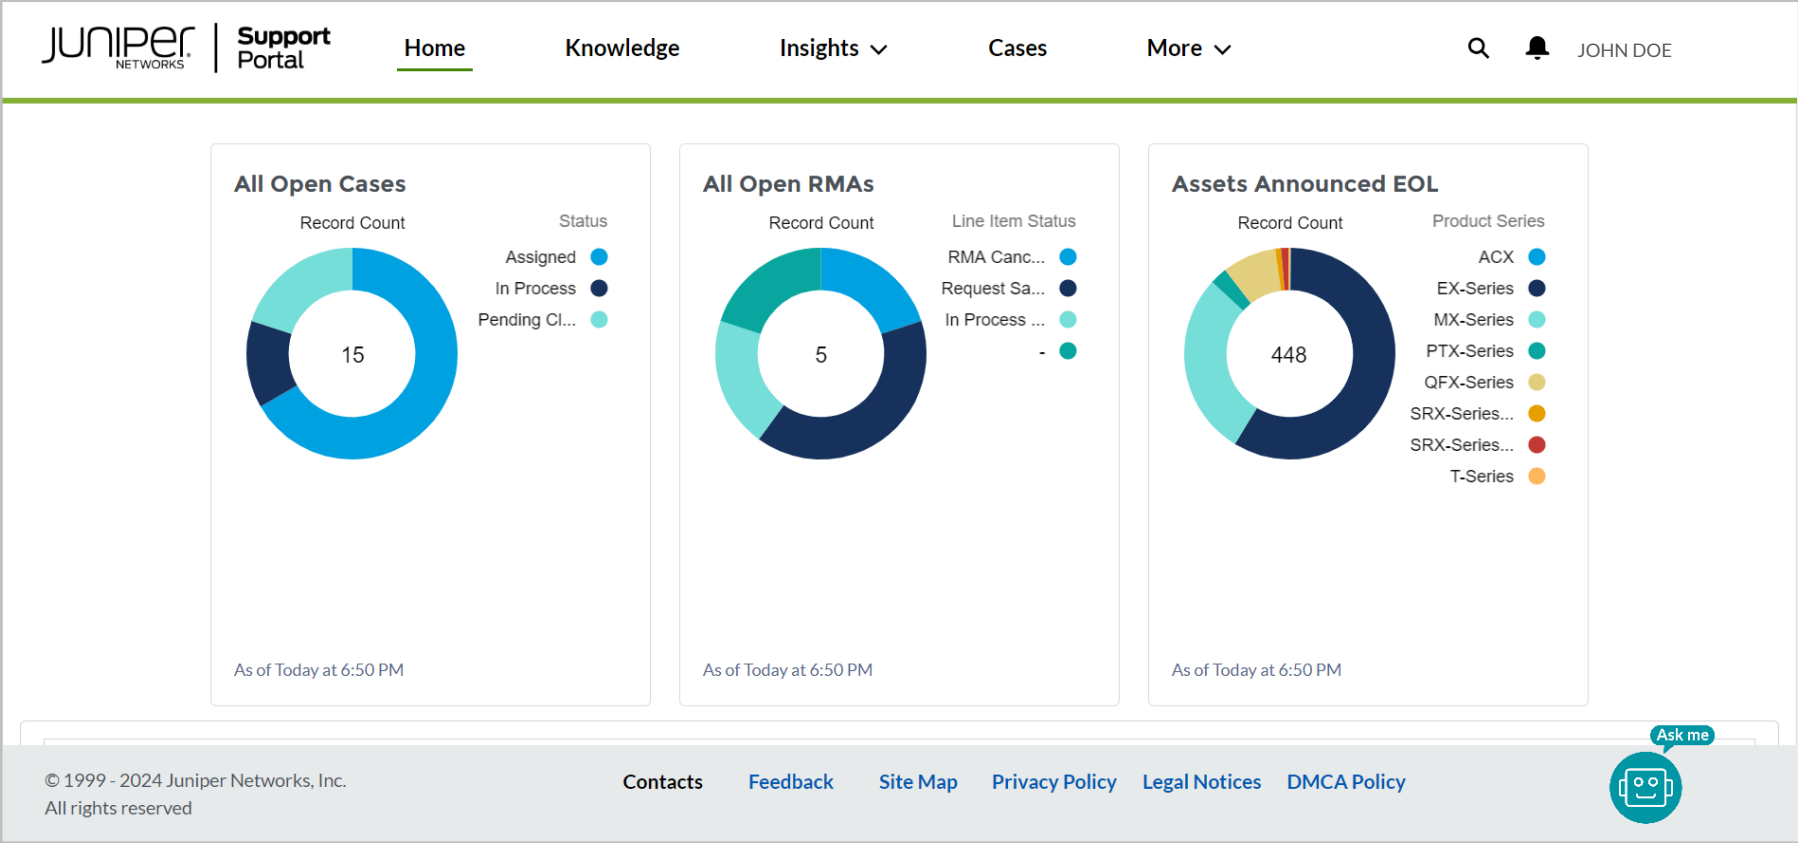 JUNIPER
NETWORKS
Support
Portal
Home
Knowledge
Insights
Cases
More
JOHN DOE
All Open Cases
Record Count
Status
Assigned
In Process
Pending Cl...
15
As of Today at 6:50 PM
All Open RMAs
Record Count
Line Item Status
RMA Canc...
Request Sa...
In Process ...
-
5
As of Today at 6:50 PM
Assets Announced EOL
Record Count
Product Series
ACX
EX-Series
MX-Series
PTX-Series
QFX-Series
SRX-Series...
SRX-Series...
T-Series
448
As of Today at 6:50 PM
Ask me
© 1999 - 2024 Juniper Networks, Inc.
All rights reserved
Contacts
Feedback
Site Map
Privacy Policy
Legal Notices
DMCA Policy